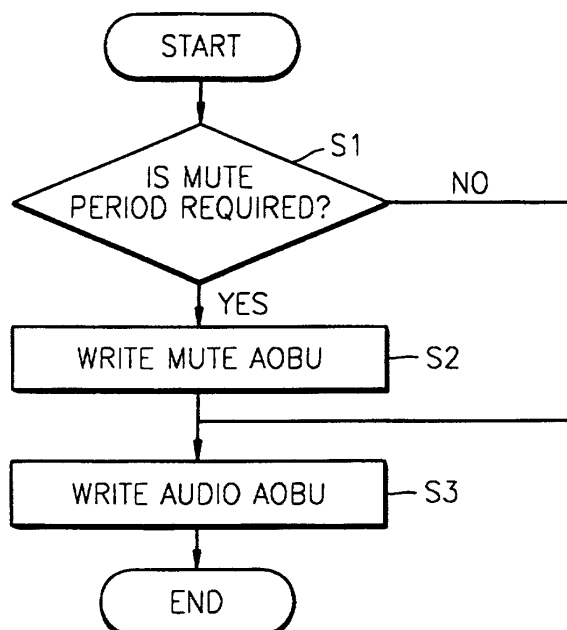 START
S1
IS MUTE
PERIOD REQUIRED?
NO
YES
WRITE MUTE AOBU
S2
WRITE AUDIO AOBU
S3
END